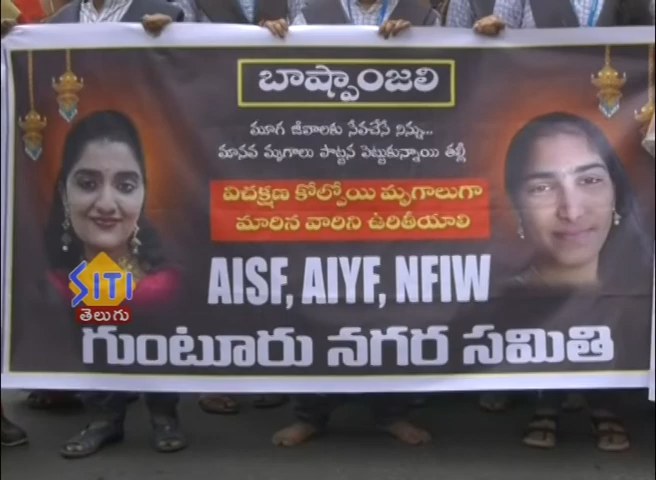 బాష్పాంజలి
మూగ జీవాలకు సేవచేసే నిన్ను...
మానవ మృగాలు పొట్టన పెట్టుకున్నాయి తల్లీ
విచక్షణ కోల్పోయి మృగాలుగా
మారిన వారిని ఉరితీయాలి
AISF, AIYF, NFIW
గుంటూరు నగర సమితి
SITI
తెలుగు